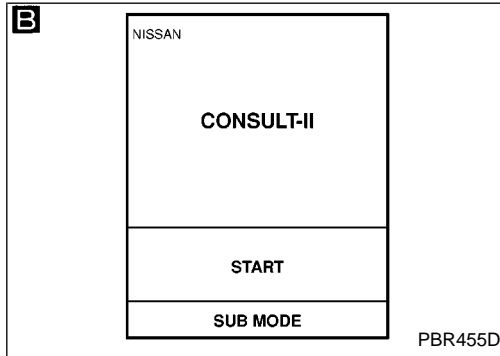 B
NISSAN
CONSULT-II
START
SUB MODE
PBR455D